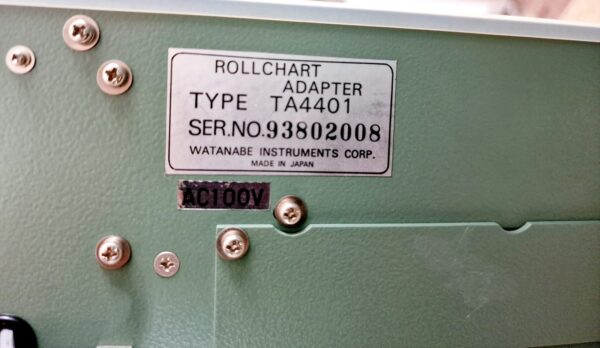 ROLLCHART
ADAPTER
TYPE TA4401
SER.NO.93802008
WATANABE INSTRUMENTS CORP.
MADE IN JAPAN
AC100V